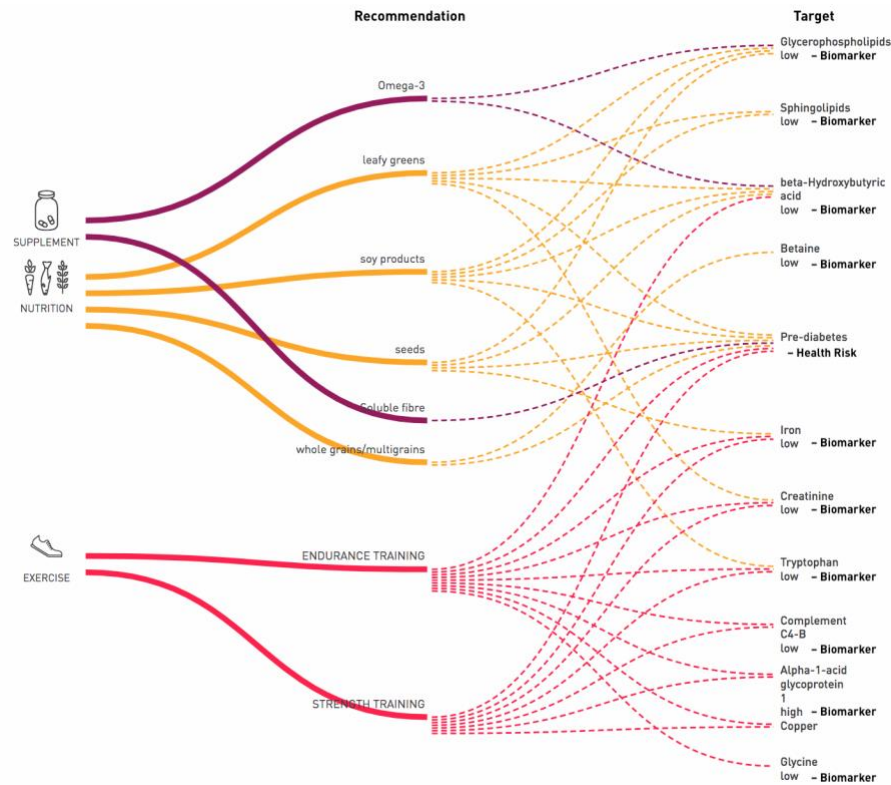 Recommendation
Target
Omega-3
leafy greens
soy products
seeds
Soluble fibre
whole grains/multigrains
ENDURANCE TRAINING
STRENGTH TRAINING
SUPPLEMENT
NUTRITION
EXERCISE
Glycerophospholipids
low – Biomarker
Sphingolipids
low – Biomarker
beta-Hydroxybutyric
acid
low – Biomarker
Betaine
low – Biomarker
Pre-diabetes
– Health Risk
Iron
low – Biomarker
Creatinine
low – Biomarker
Tryptophan
low – Biomarker
Complement
C4-B
low – Biomarker
Alpha-1-acid
glycoprotein
1
high – Biomarker
Copper
Glycine
low – Biomarker